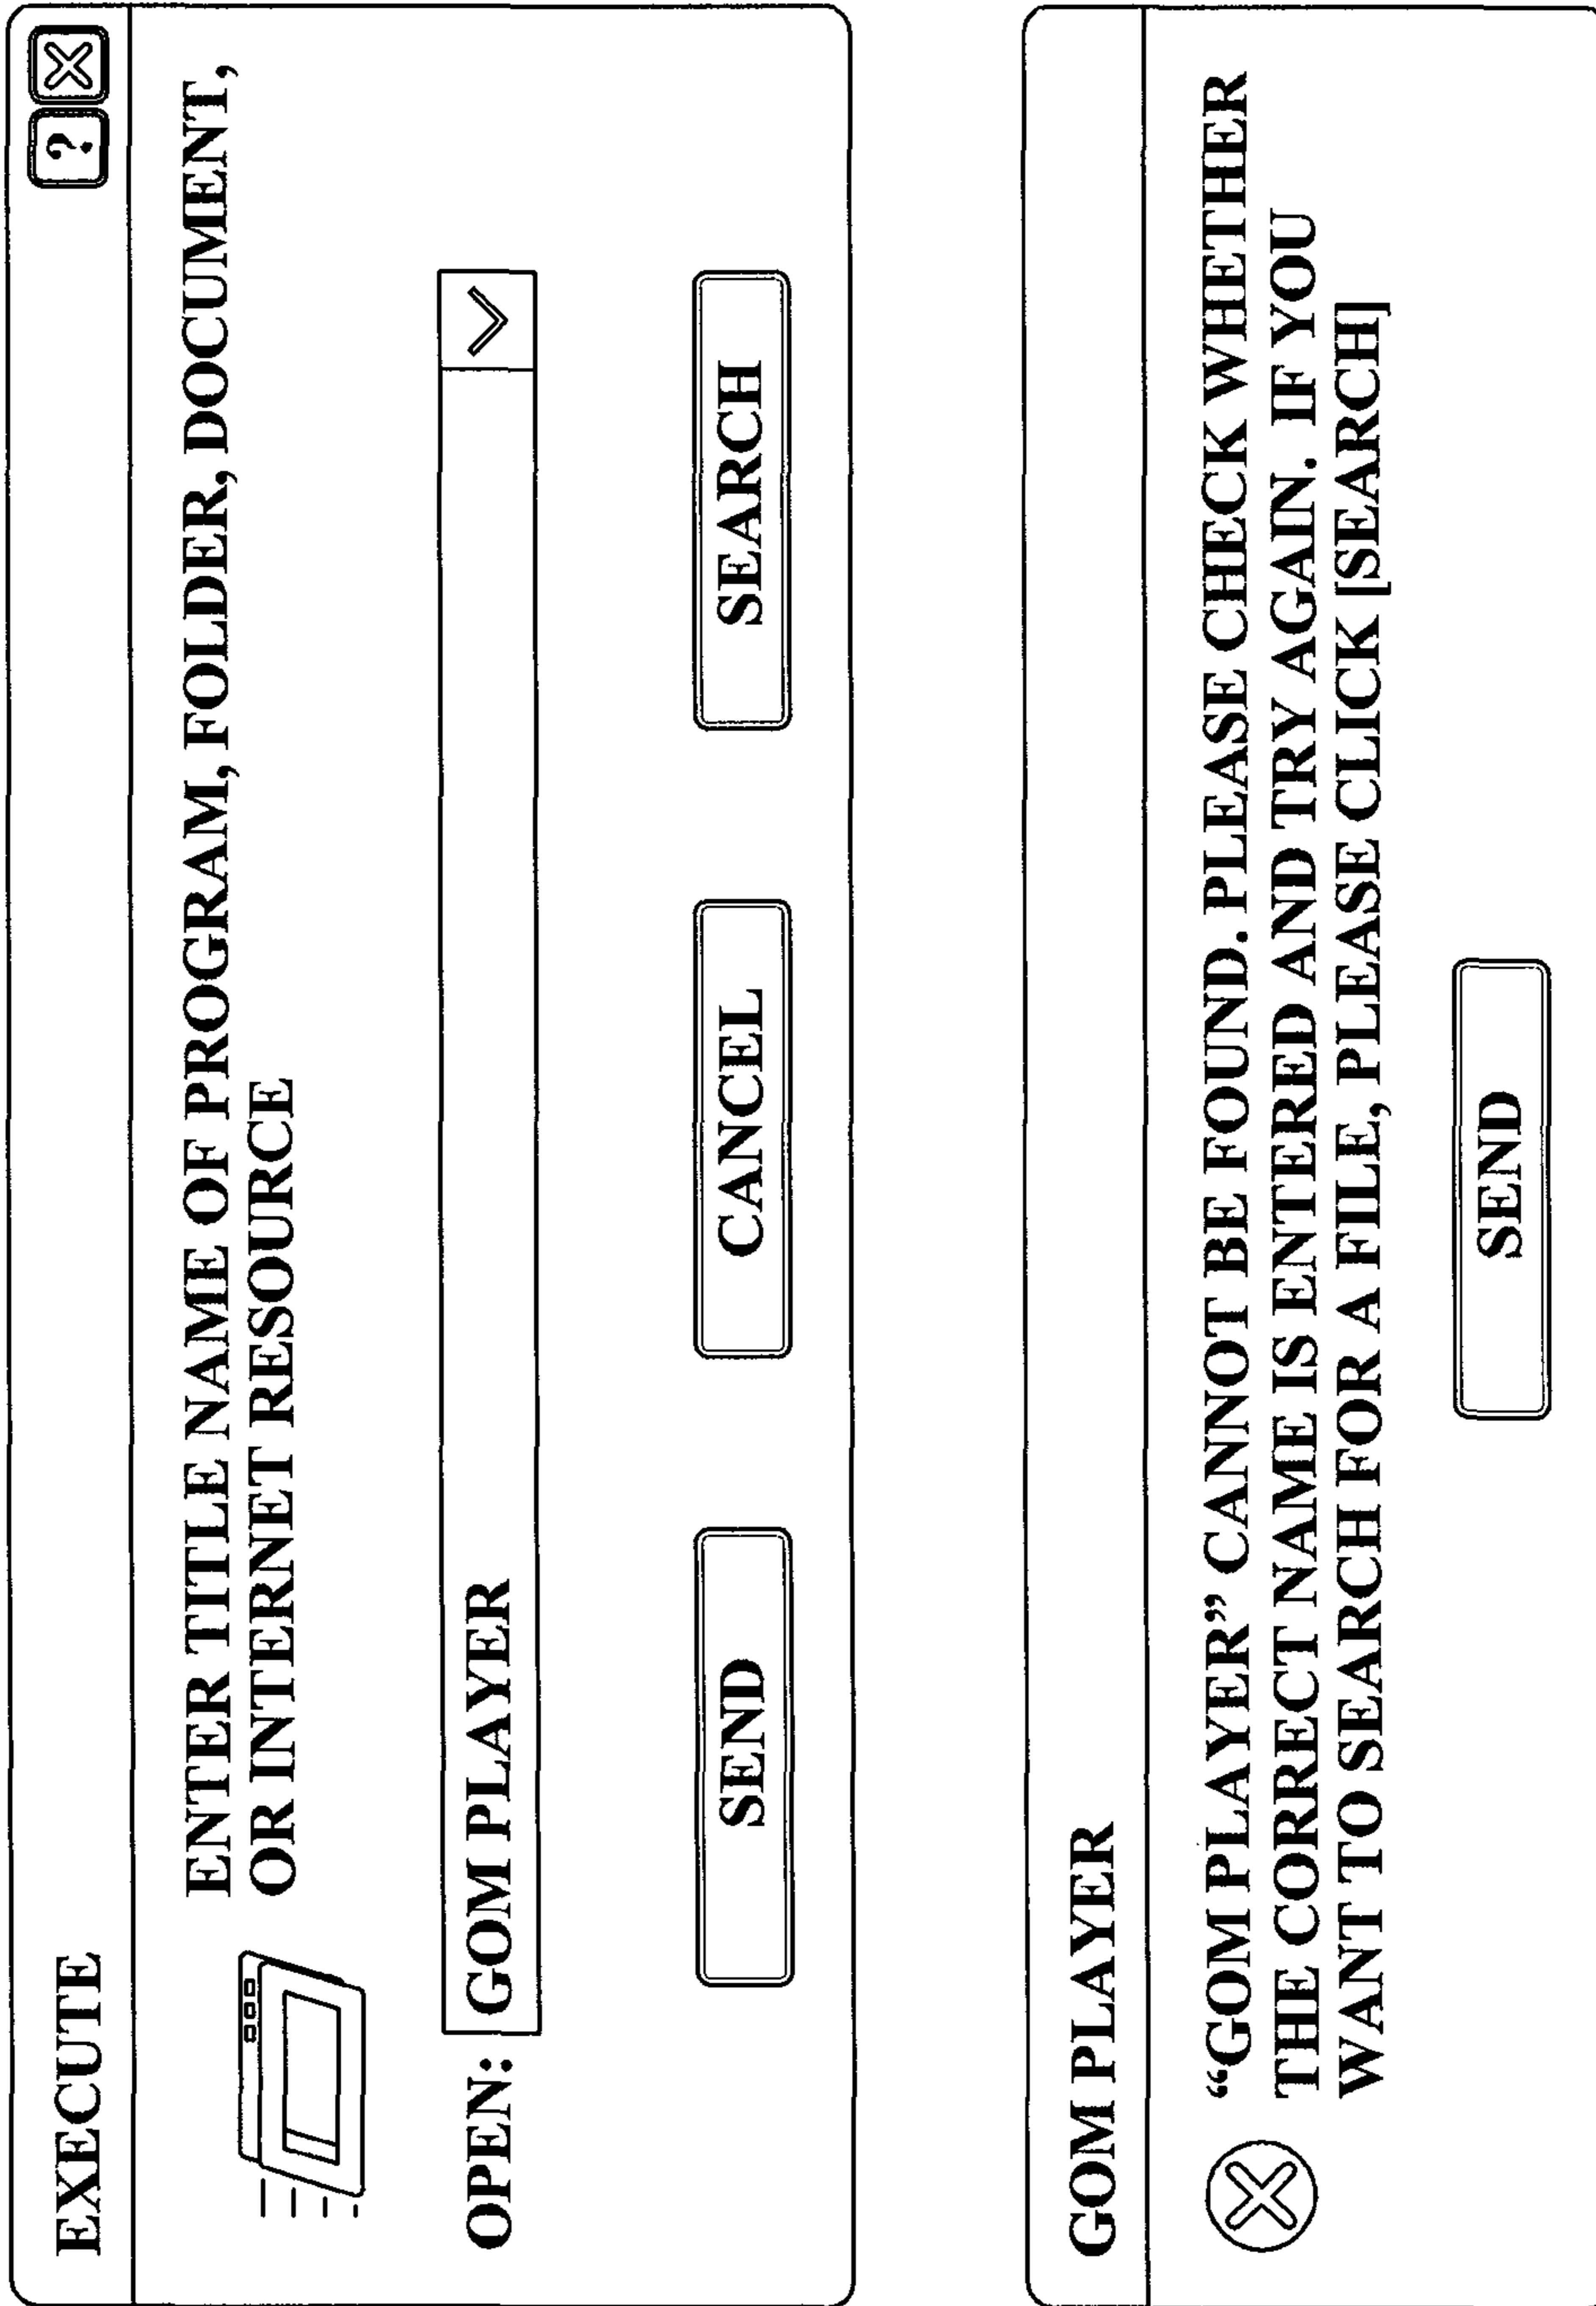 EXECUTE
?
ENTER TITLE NAME OF PROGRAM, FOLDER, DOCUMENT,
OR INTERNET RESOURCE
OPEN: GOM PLAYER
SEND CANCEL SEARCH
GOM PLAYER
“GOM PLAYER” CANNOT BE FOUND. PLEASE CHECK WHETHER
THE CORRECT NAME IS ENTERED AND TRY AGAIN. IF YOU
WANT TO SEARCH FOR A FILE, PLEASE CLICK [SEARCH]
SEND